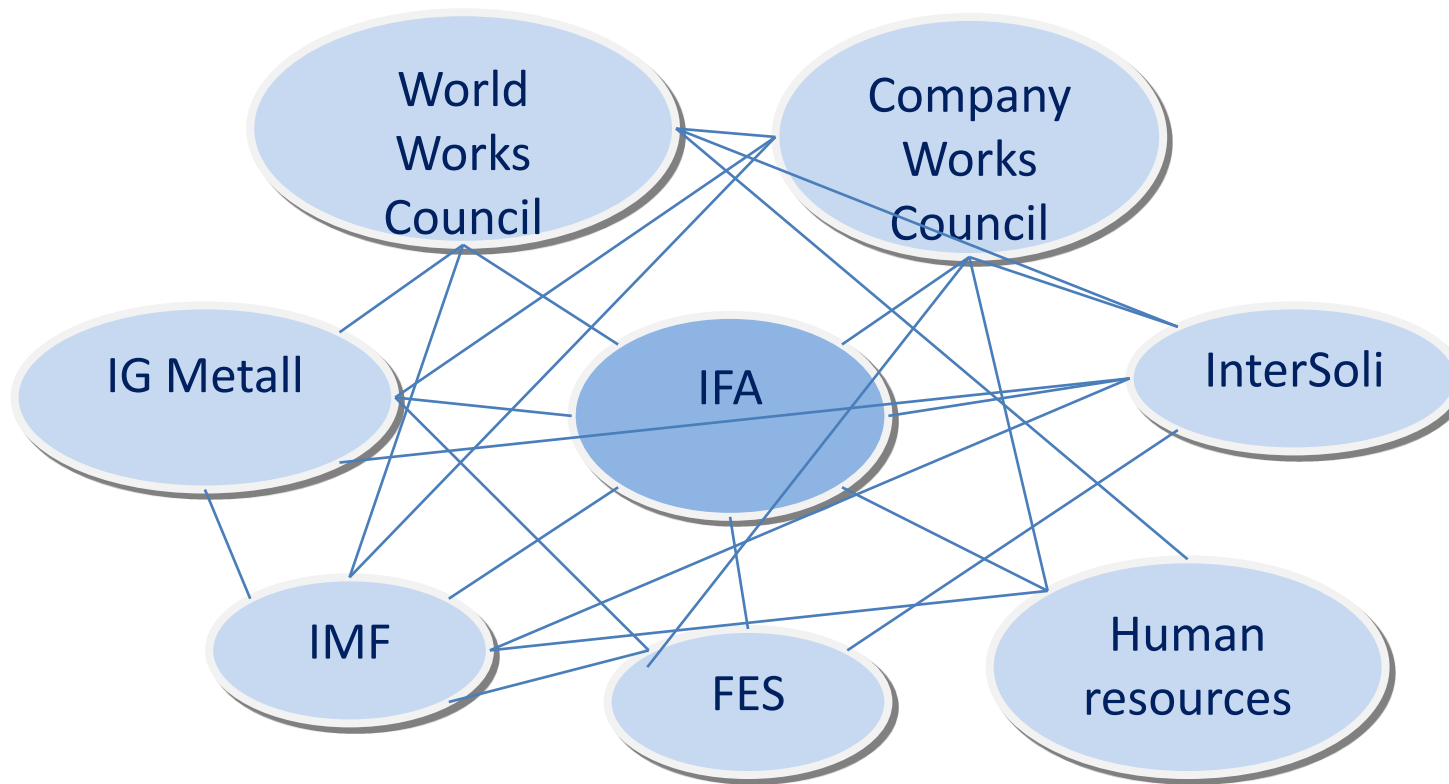 World
Works
Council
Company
Works
Council
IG Metall
IFA
InterSoli
IMF
FES
Human
resources